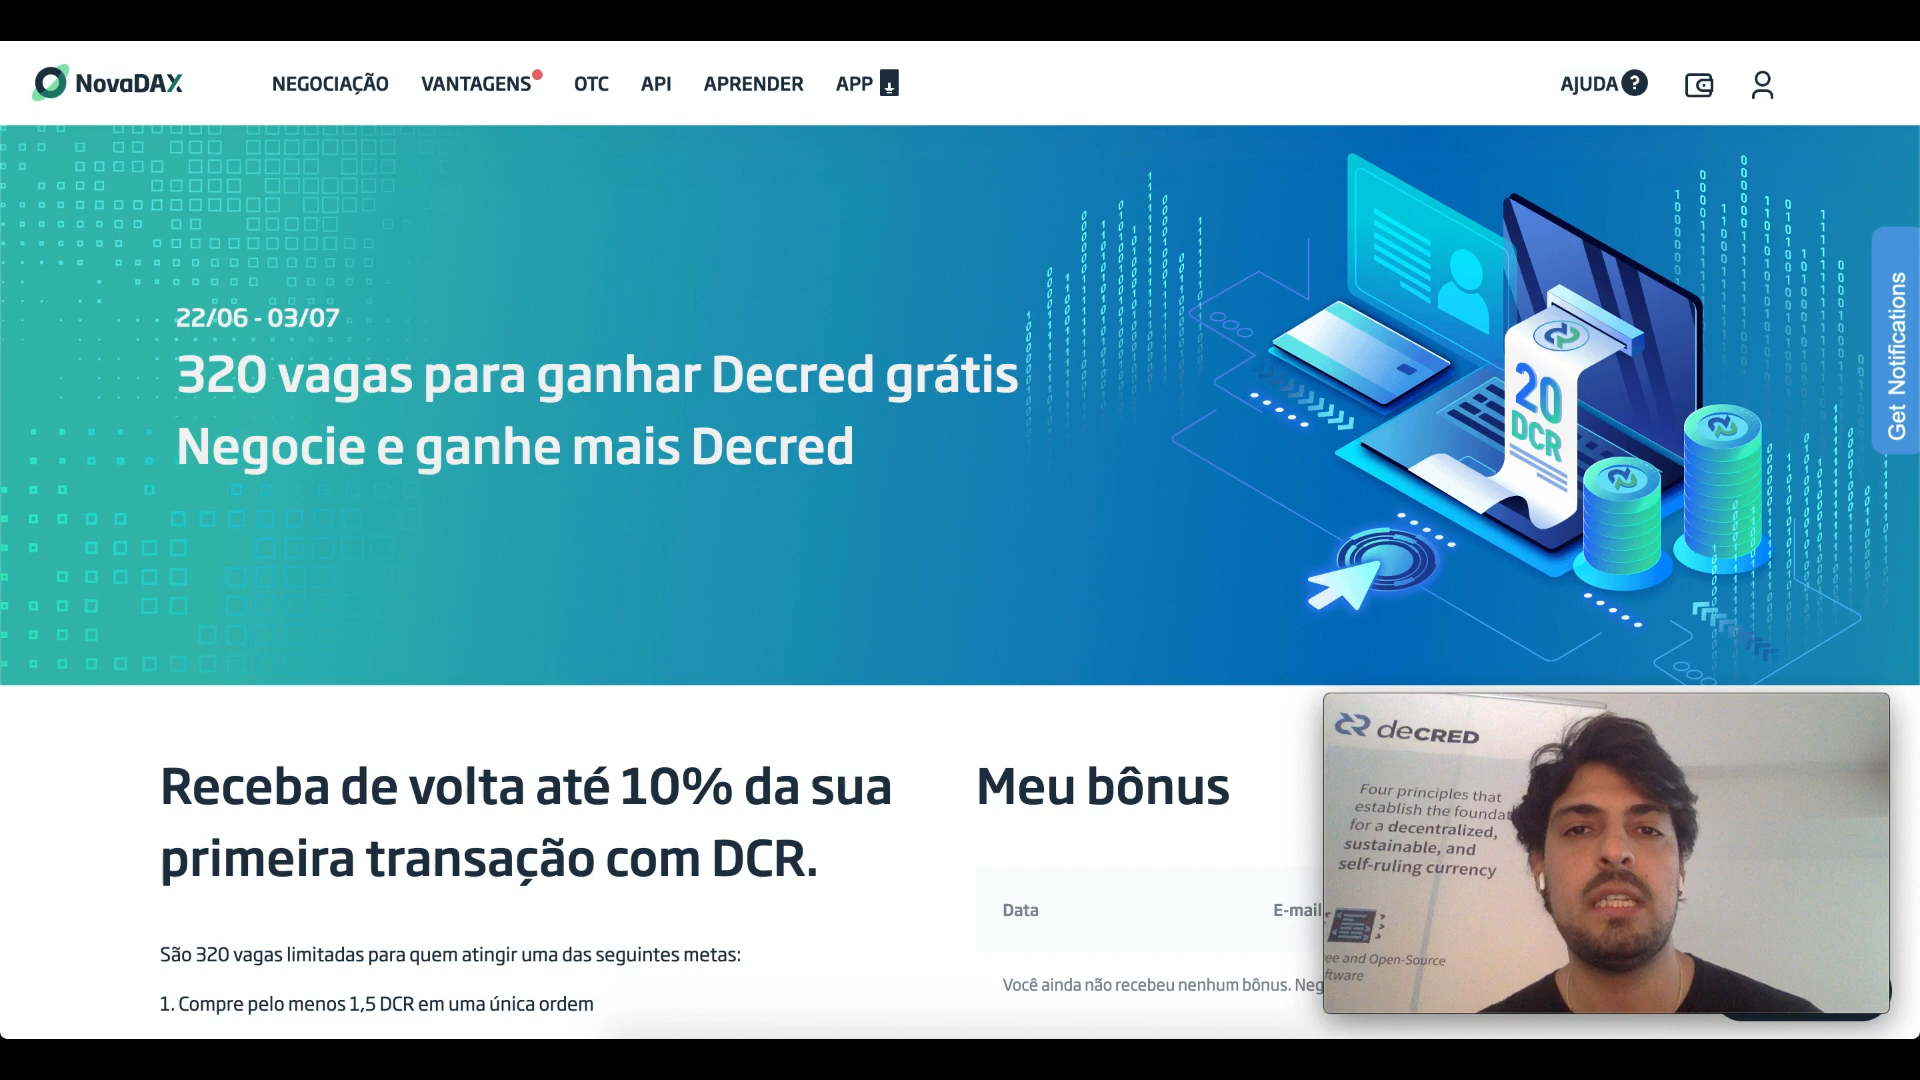 NovaDAX
NEGOCIAÇÃO
VANTAGENS
OTC
API
APRENDER
APP
AJUDA ?
22/06 - 03/07
320 vagas para ganhar Decred grátis
Negocie e ganhe mais Decred
20
DCR
Get Notifications
Receba de volta até 10% da sua
primeira transação com DCR.
São 320 vagas limitadas para quem atingir uma das seguintes metas:
1. Compre pelo menos 1,5 DCR em uma única ordem
Meu bônus
Data
E-mail
Você ainda não recebeu nenhum bônus. Neg
decred
Four principles that
establish the foundat
for a decentralized,
sustainable, and
self-ruling currency
ee and Open-Source
ftware